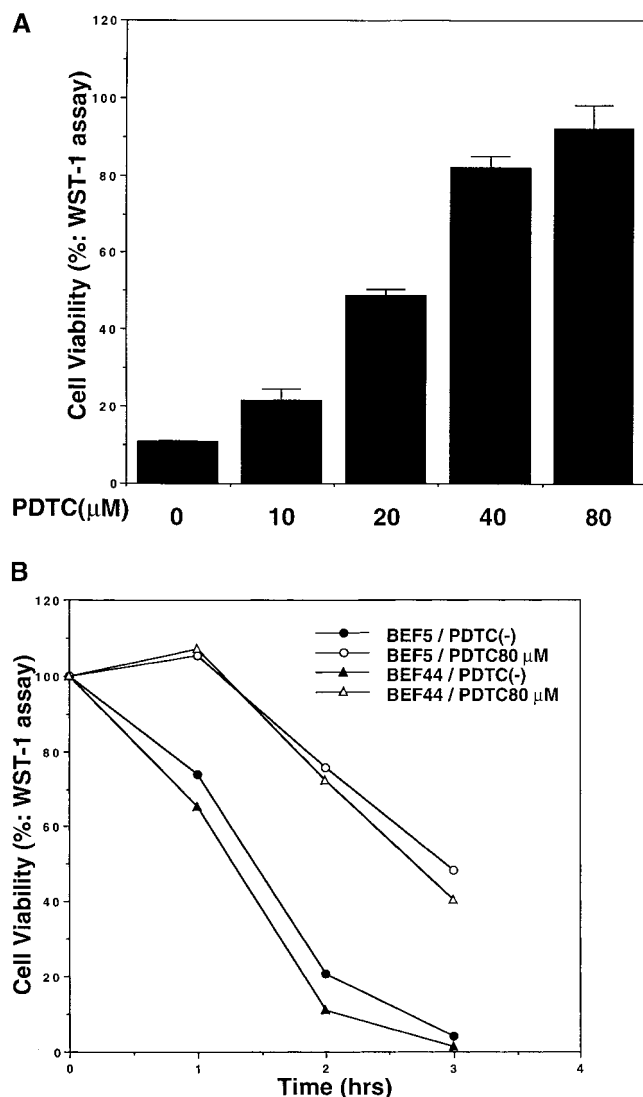 A
Cell Viability (%: WST-1 assay)
120
100
80
60
40
20
0
PDTC(μM)
0 10 20 40 80
B
Cell Viability (%: WST-1 assay)
120
100
80
60
40
20
0
BEF5 / PDTC(-)
BEF5 / PDTC80 μM
BEF44 / PDTC(-)
BEF44 / PDTC80 μM
0 1 2 3 4
Time (hrs)